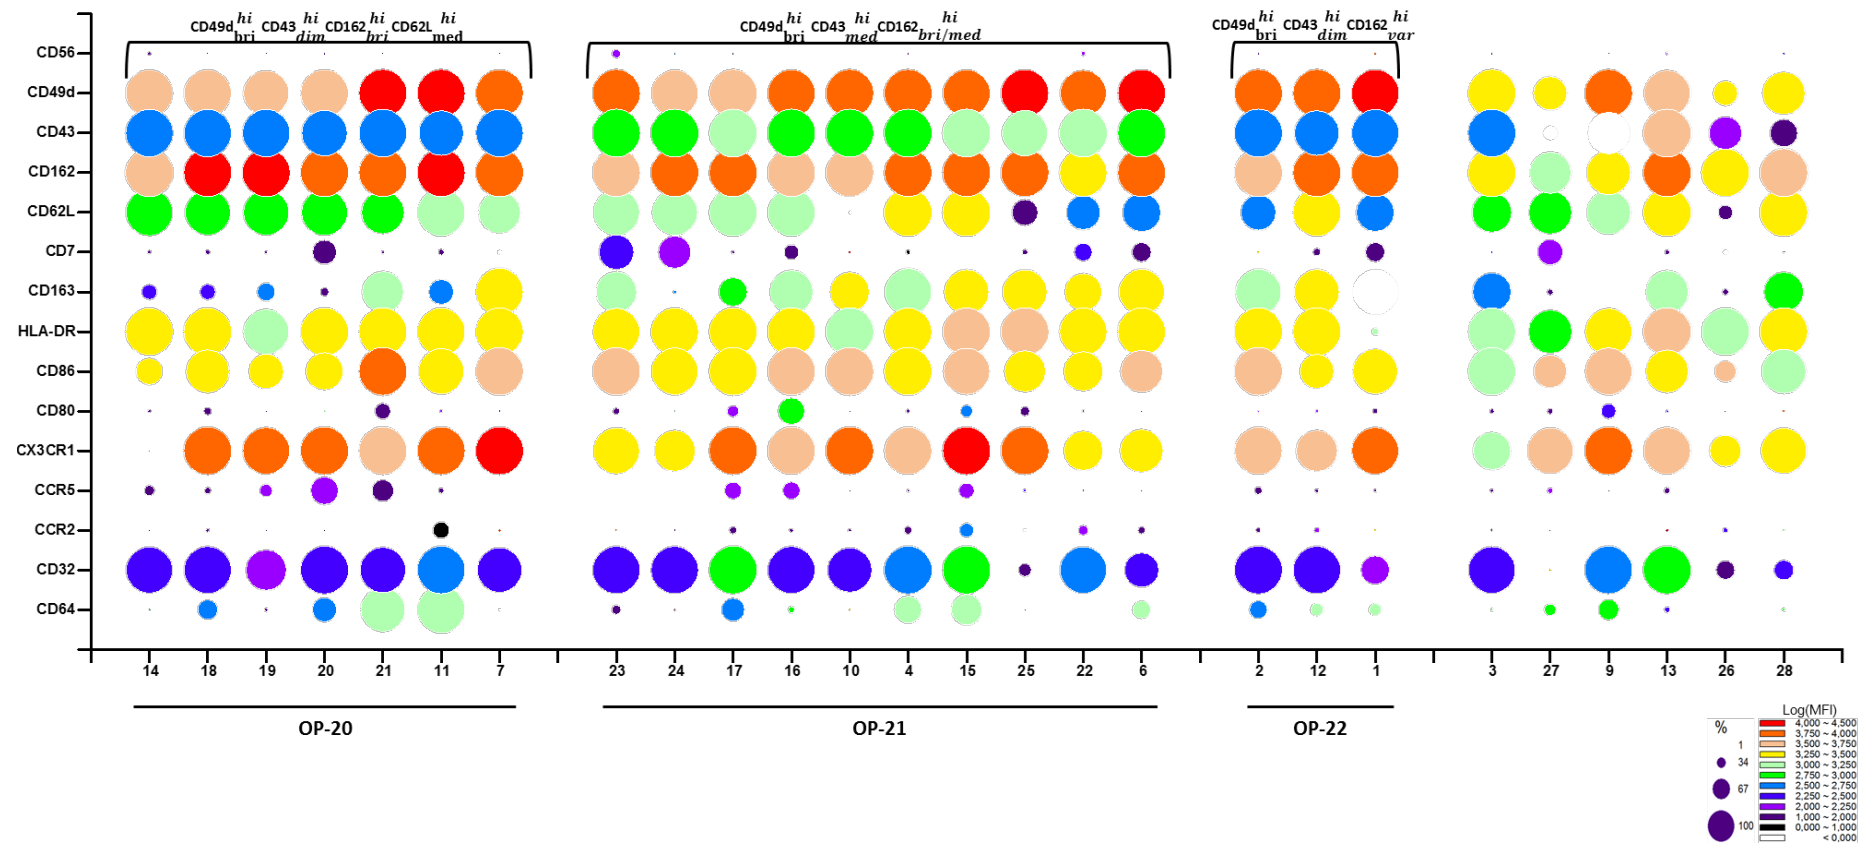 CD49d hi bri CD43 hi dim CD162 hi bri CD62L hi med
CD49d hi bri CD43 hi med CD162 hi bri/med
CD49d hi bri CD43 hi dim CD162 hi var
CD56
CD49d
CD43
CD162
CD62L
CD7
CD163
HLA-DR
CD86
CD80
CX3CR1
CCR5
CCR2
CD32
CD64
14 18 19 20 21 11 7 23 24 17 16 10 4 15 25 22 6 2 12 1 3 27 9 13 26 28
OP-20 OP-21 OP-22
Log(MFI)
%
1
34
67
100
4,000 ~ 4,500
3,750 ~ 4,000
3,500 ~ 3,750
3,250 ~ 3,500
3,000 ~ 3,250
2,750 ~ 3,000
2,500 ~ 2,750
2,250 ~ 2,500
2,000 ~ 2,250
1,000 ~ 2,000
0,000 ~ 1,000
< 0,000